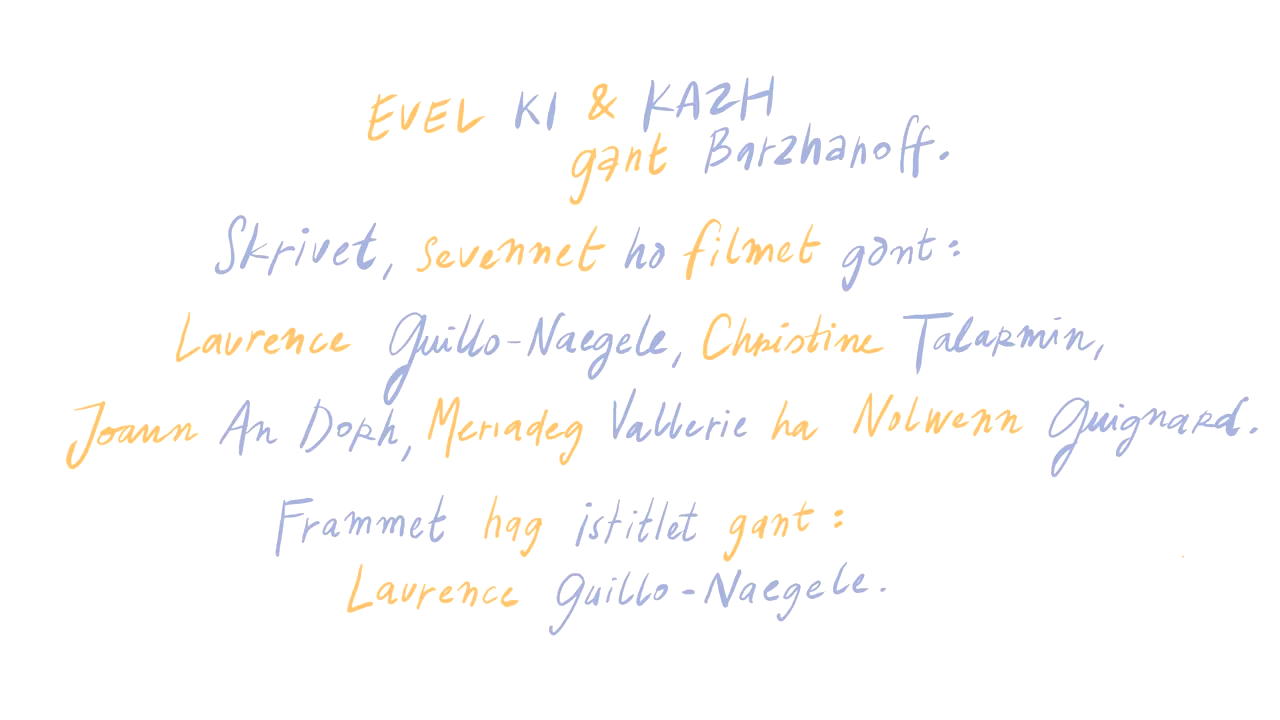 EVEL KI & KAZH
gant Barzhanoff.
Skrivet, sevennet ha filmet gant :
Laurence Guillo-Naegele, Christine Talarmin,
Joann An Dorh, Meriadeg Vallerie ha Nolwenn Guignard.
Frammet hag istitlet gant :
Laurence Guillo-Naegele.